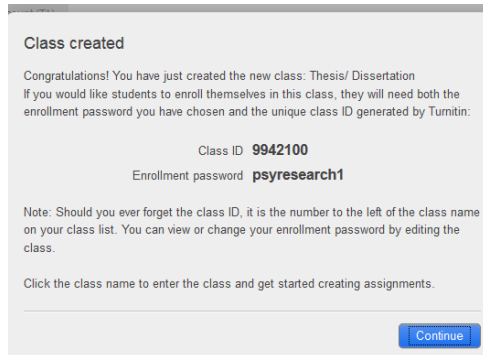 Class created
Congratulations! You have just created the new class: Thesis/ Dissertation
If you would like students to enroll themselves in this class, they will need both the
enrollment password you have chosen and the unique class ID generated by Turnitin:
Class ID 9942100
Enrollment password psyresearch1
Note: Should you ever forget the class ID, it is the number to the left of the class name
on your class list. You can view or change your enrollment password by editing the
class.
Click the class name to enter the class and get started creating assignments.
Continue